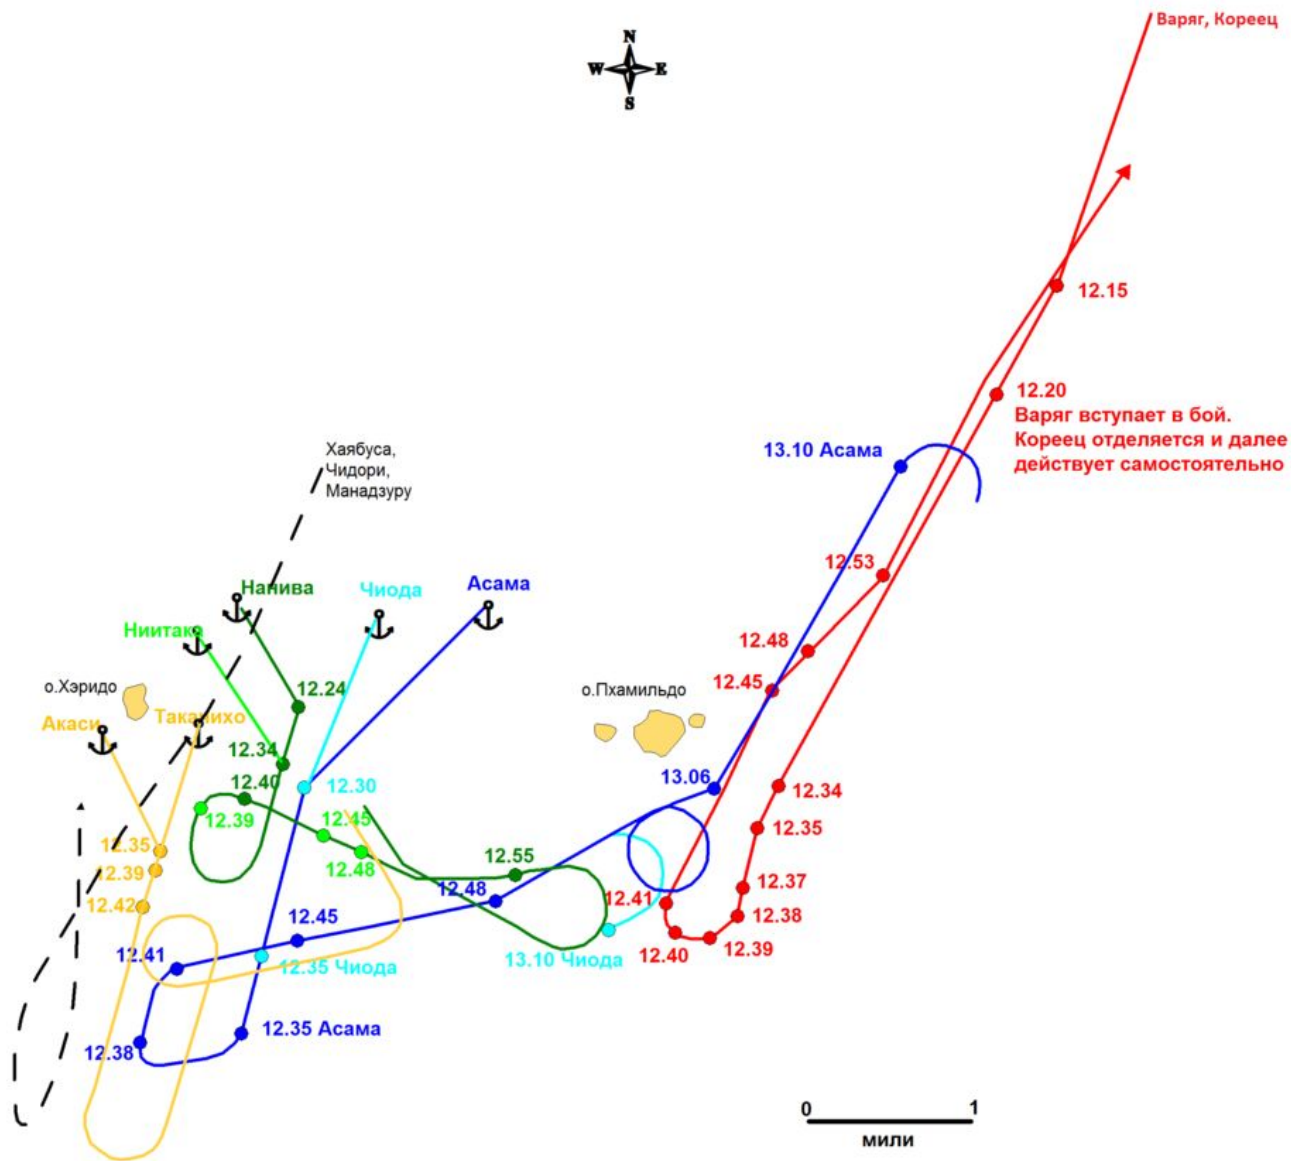 Варяг, Кореец
N
W E
S
12.15
12.20
Варяг вступает в бой.
Кореец отделяется и далее
действует самостоятельно
Хаябуса,
Чидори,
Манадзуру
13.10 Асама
12.53
Нанива
Чиода
Асама
Ниитака
12.48
о.Хэридо
12.24
о.Пхамильдо
12.45
Акаси
Такачихо
12.34
12.40
12.30
13.06
12.34
12.39
12.45
12.35
12.35
12.48
12.39
12.55
12.37
12.42
12.48
12.41
12.38
12.45
12.41
12.39
12.40
12.35 Чиода
13.10 Чиода
12.35 Асама
12.38
0 1
мили